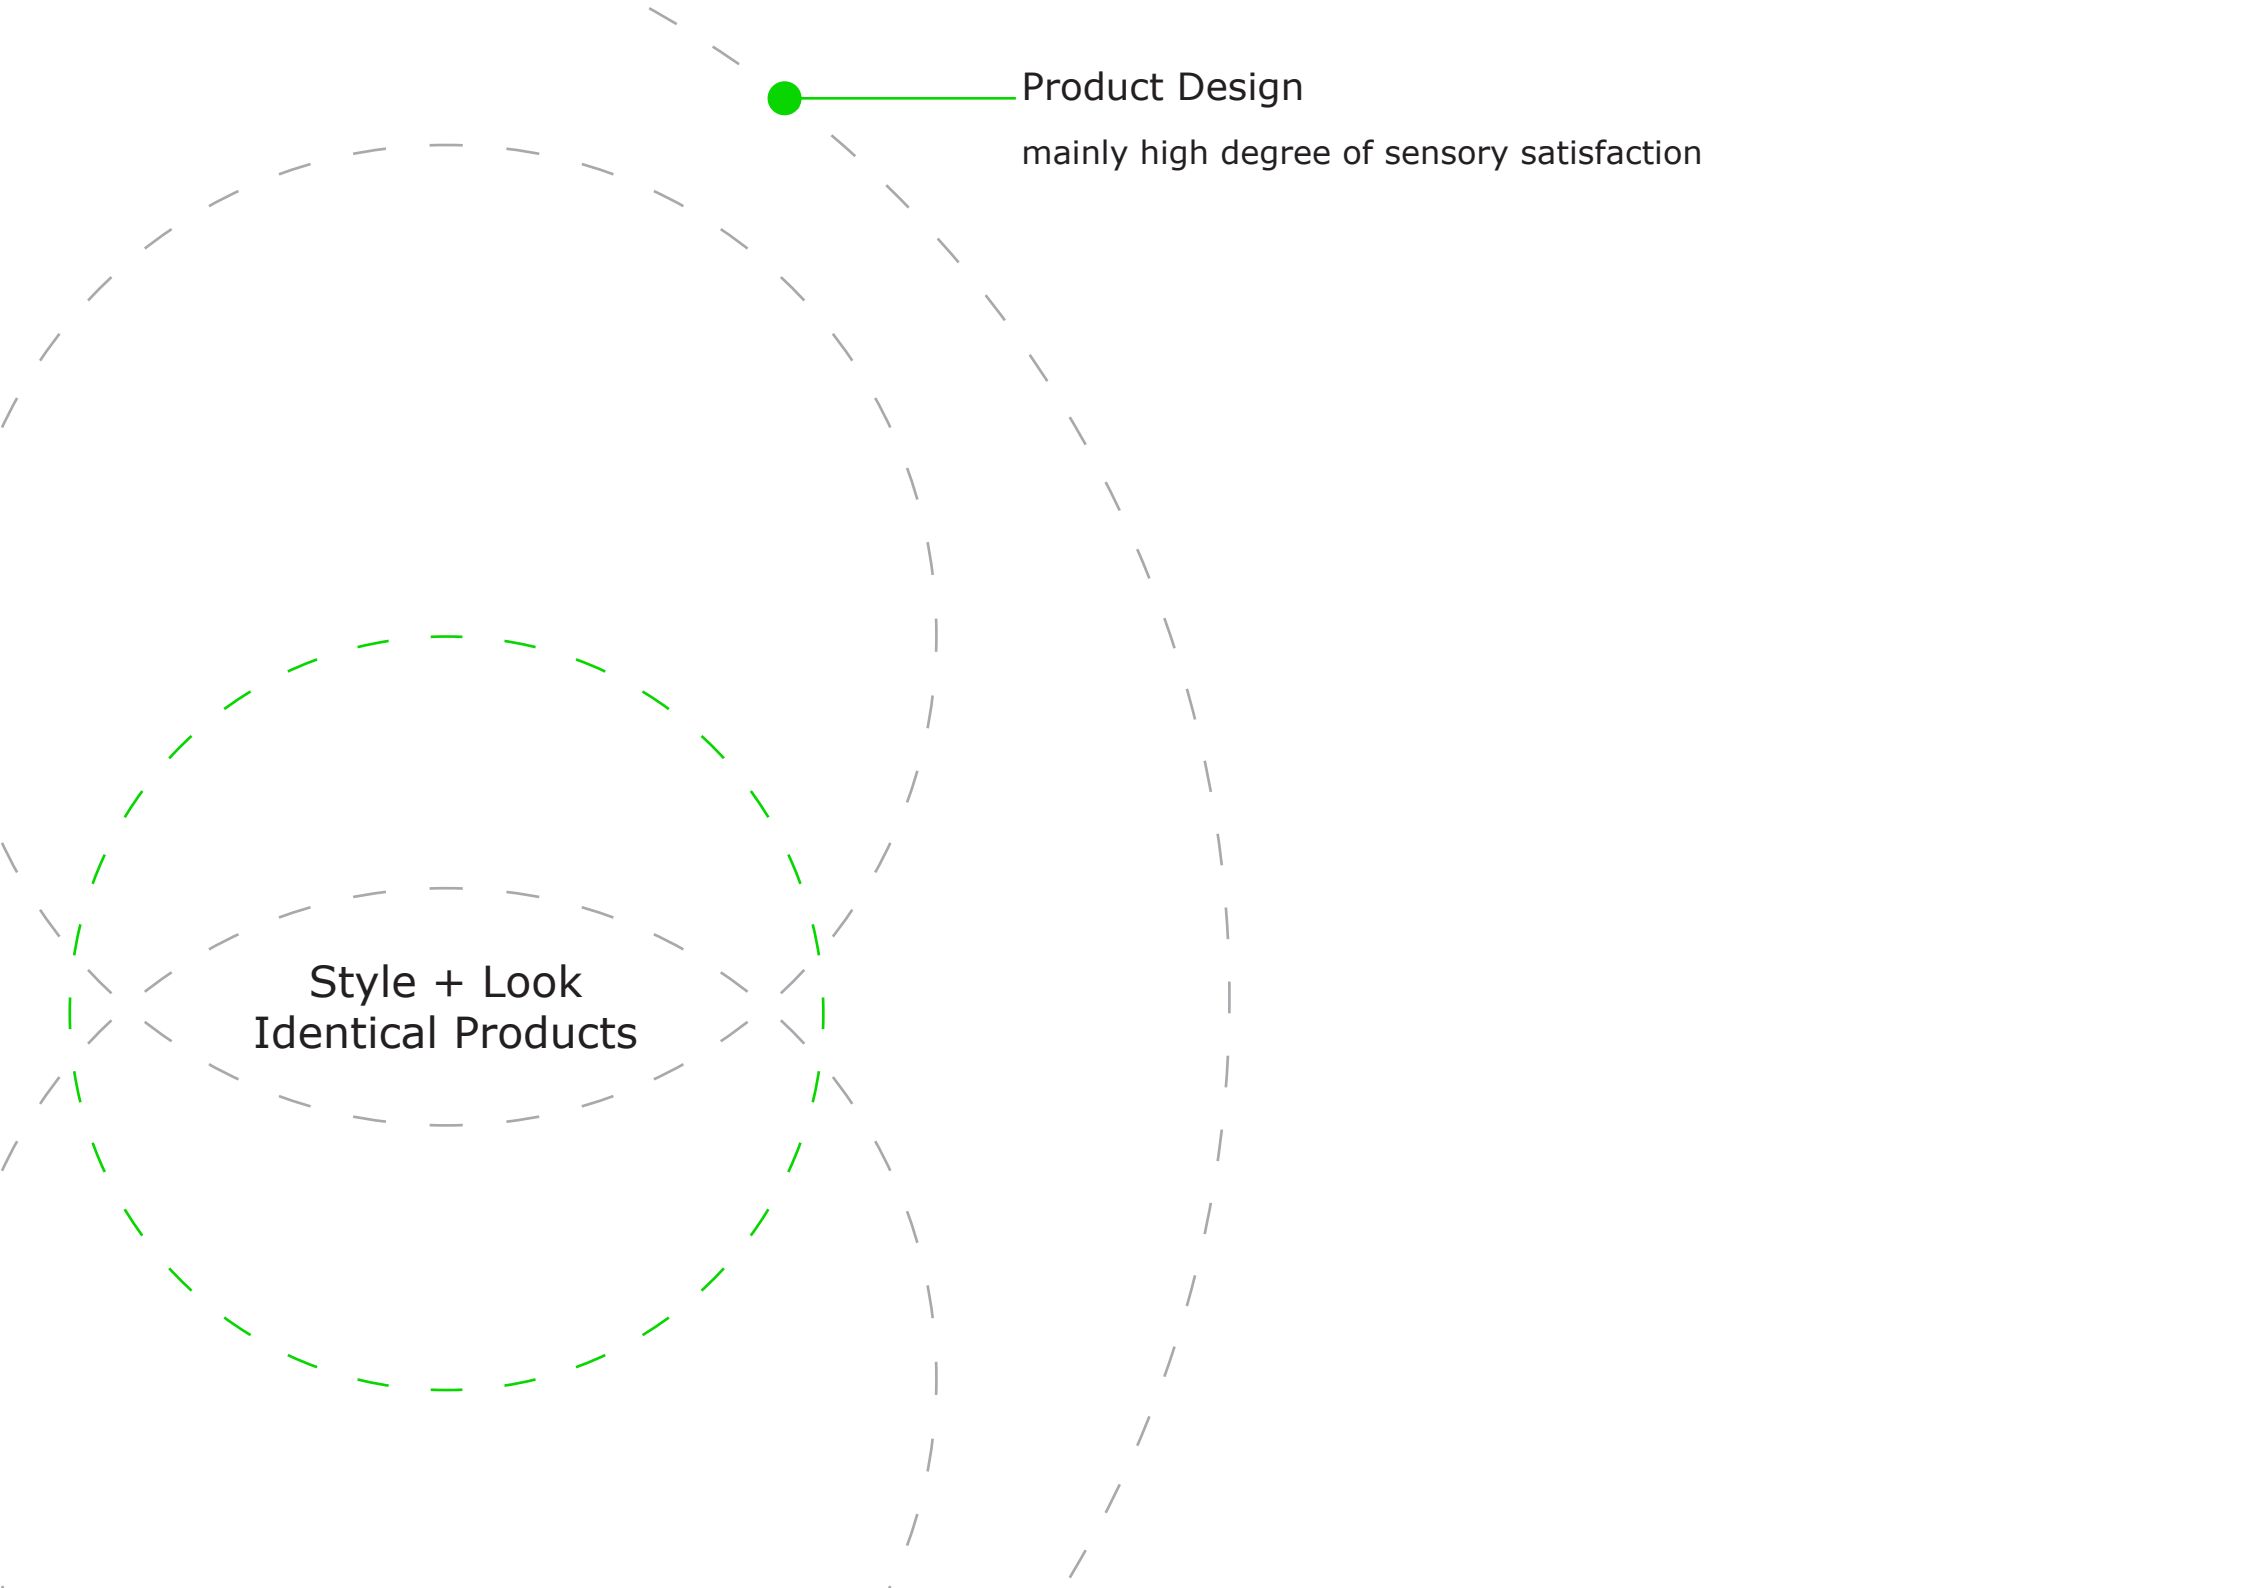 Product Design
mainly high degree of sensory satisfaction
Style + Look
Identical Products